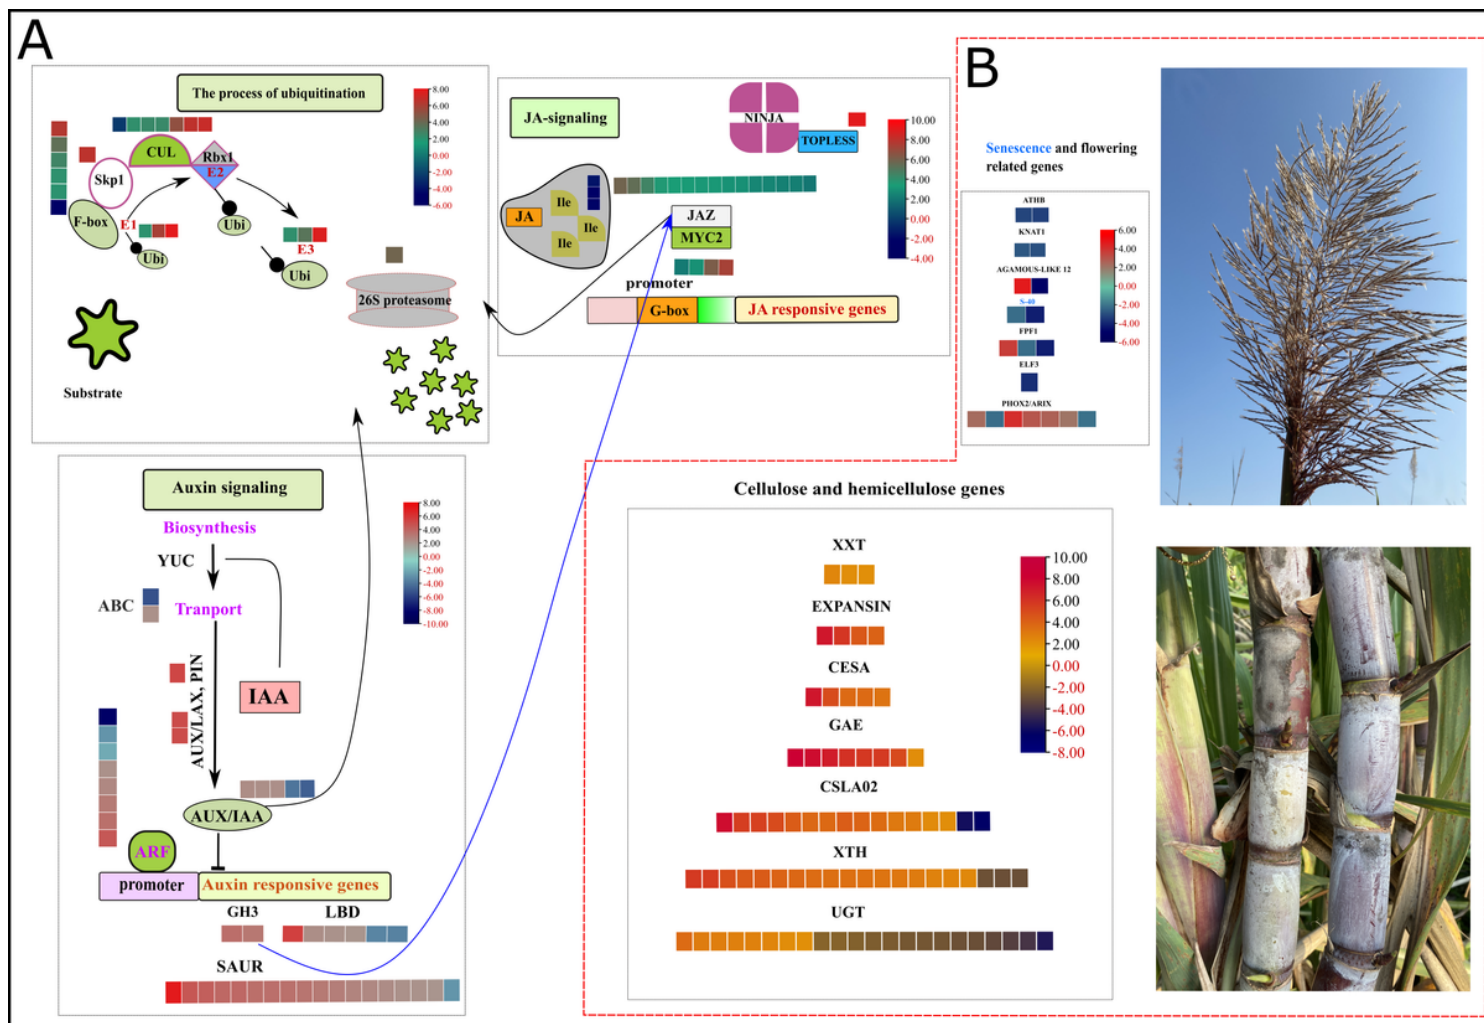 A
The process of ubiquitination
8.00
6.00
4.00
2.00
0.00
-2.00
-4.00
-6.00
CUL
Rbx1
E2
Skp1
F-box
E1
Ubi
Ubi
E3
Ubi
26S proteasome
Substrate
JA-signaling
NINJA
TOPLESS
10.00
8.00
6.00
4.00
2.00
0.00
-2.00
-4.00
JA
Ile
Ile
Ile
JAZ
MYC2
promoter
G-box
JA responsive genes
Auxin signaling
Biosynthesis
YUC
ABC
Tranport
AUX/LAX, PIN
IAA
8.00
6.00
4.00
2.00
0.00
-2.00
-4.00
-6.00
-8.00
-10.00
AUX/IAA
ARF
promoter
Auxin responsive genes
GH3
LBD
SAUR
B
Senescence and flowering
related genes
ATHB
KNAT1
AGAMOUS-LIKE 12
S-40
FPF1
ELF3
PHOX2/ARIX
6.00
4.00
2.00
0.00
-2.00
-4.00
-6.00
Cellulose and hemicellulose genes
XXT
EXPANSIN
CESA
GAE
CSLA02
XTH
UGT
10.00
8.00
6.00
4.00
2.00
0.00
-2.00
-4.00
-6.00
-8.00